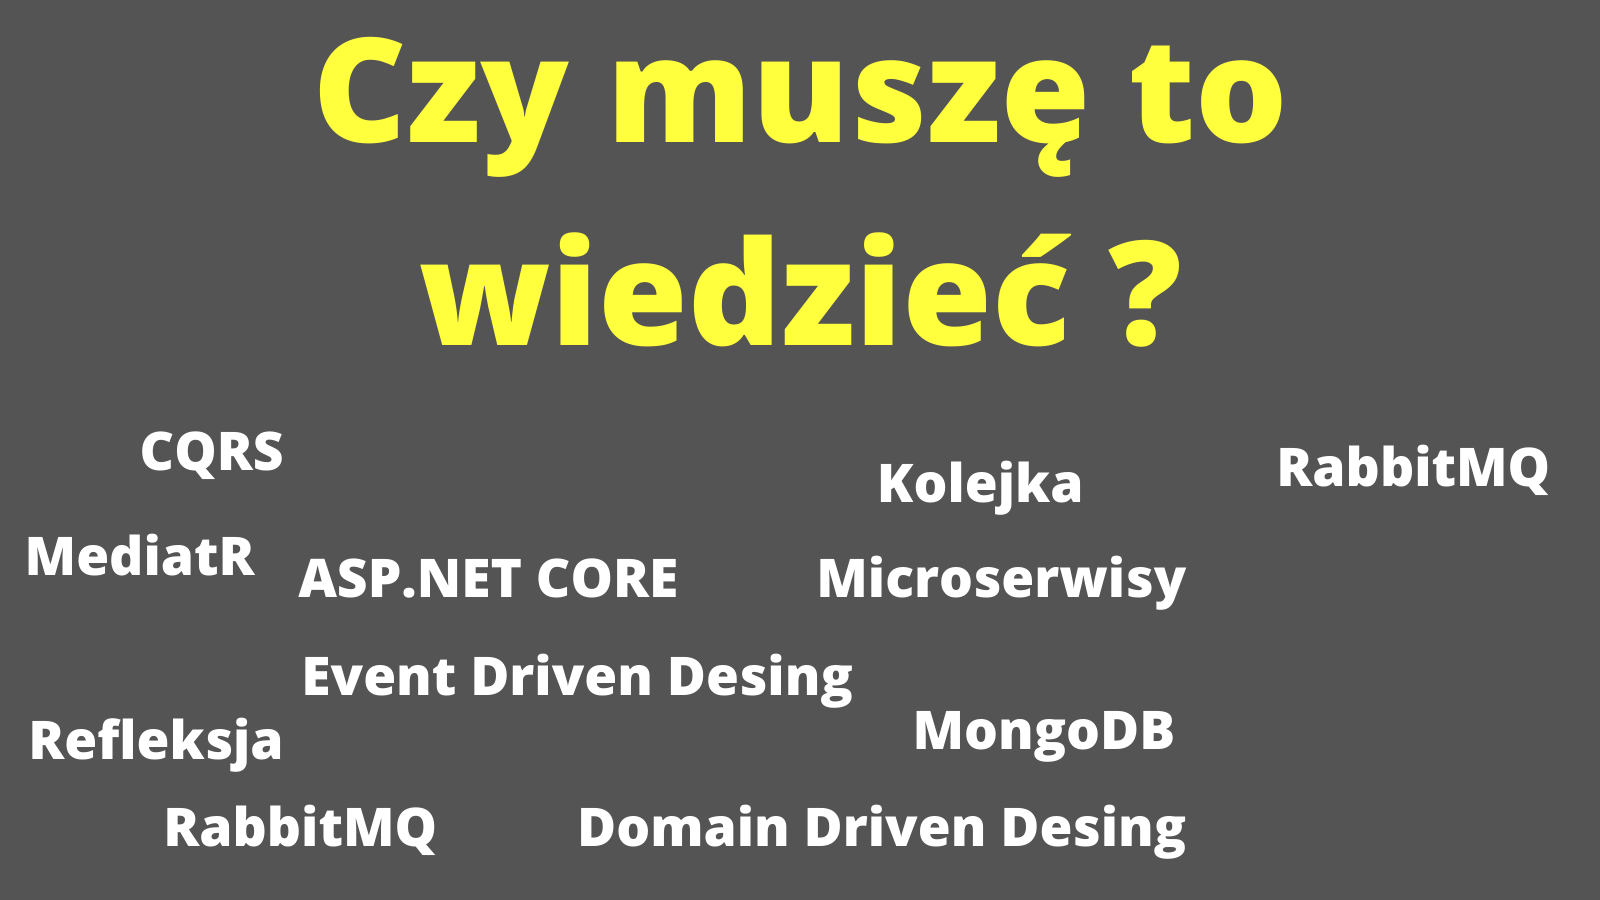 Czy muszę to
wiedzieć ?
CQRS
Kolejka
RabbitMQ
MediatR
ASP.NET CORE
Microserwisy
Event Driven Desing
Refleksja
MongoDB
RabbitMQ
Domain Driven Desing